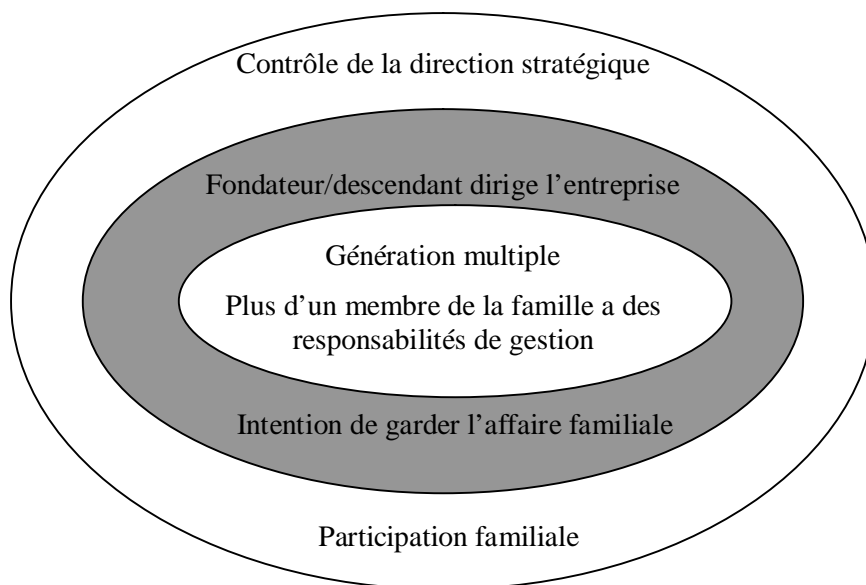 Contrôle de la direction stratégique
Fondateur/descendant dirige l’entreprise
Génération multiple
Plus d’un membre de la famille a des
responsabilités de gestion
Intention de garder l’affaire familiale
Participation familiale